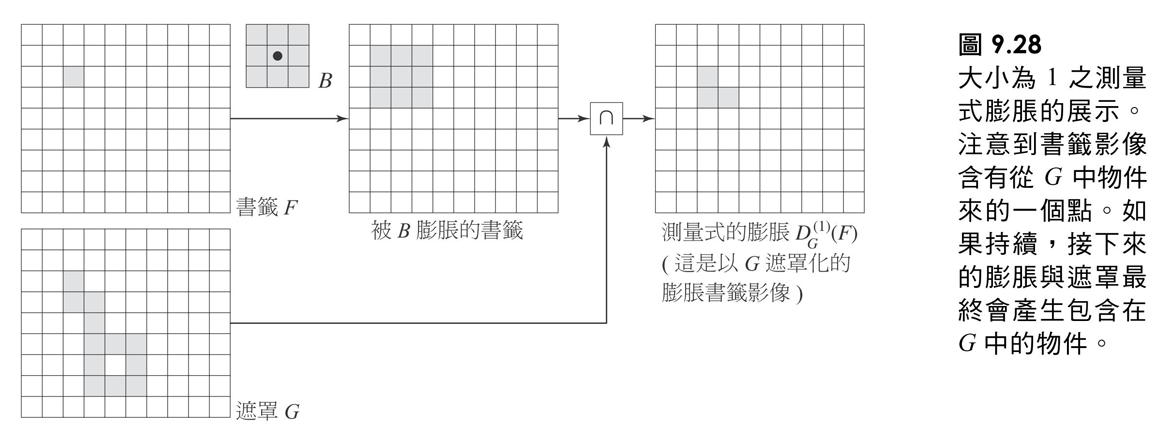 B
∩
書籤 F
被 B 膨脹的書籤
測量式的膨脹 D_G^(1)(F)
( 這是以 G 遮罩化的
膨脹書籤影像 )
遮罩 G
圖 9.28
大小為 1 之測量
式膨脹的展示。
注意到書籤影像
含有從 G 中物件
來的一個點。如
果持續，接下來
的膨脹與遮罩最
終會產生包含在
G 中的物件。